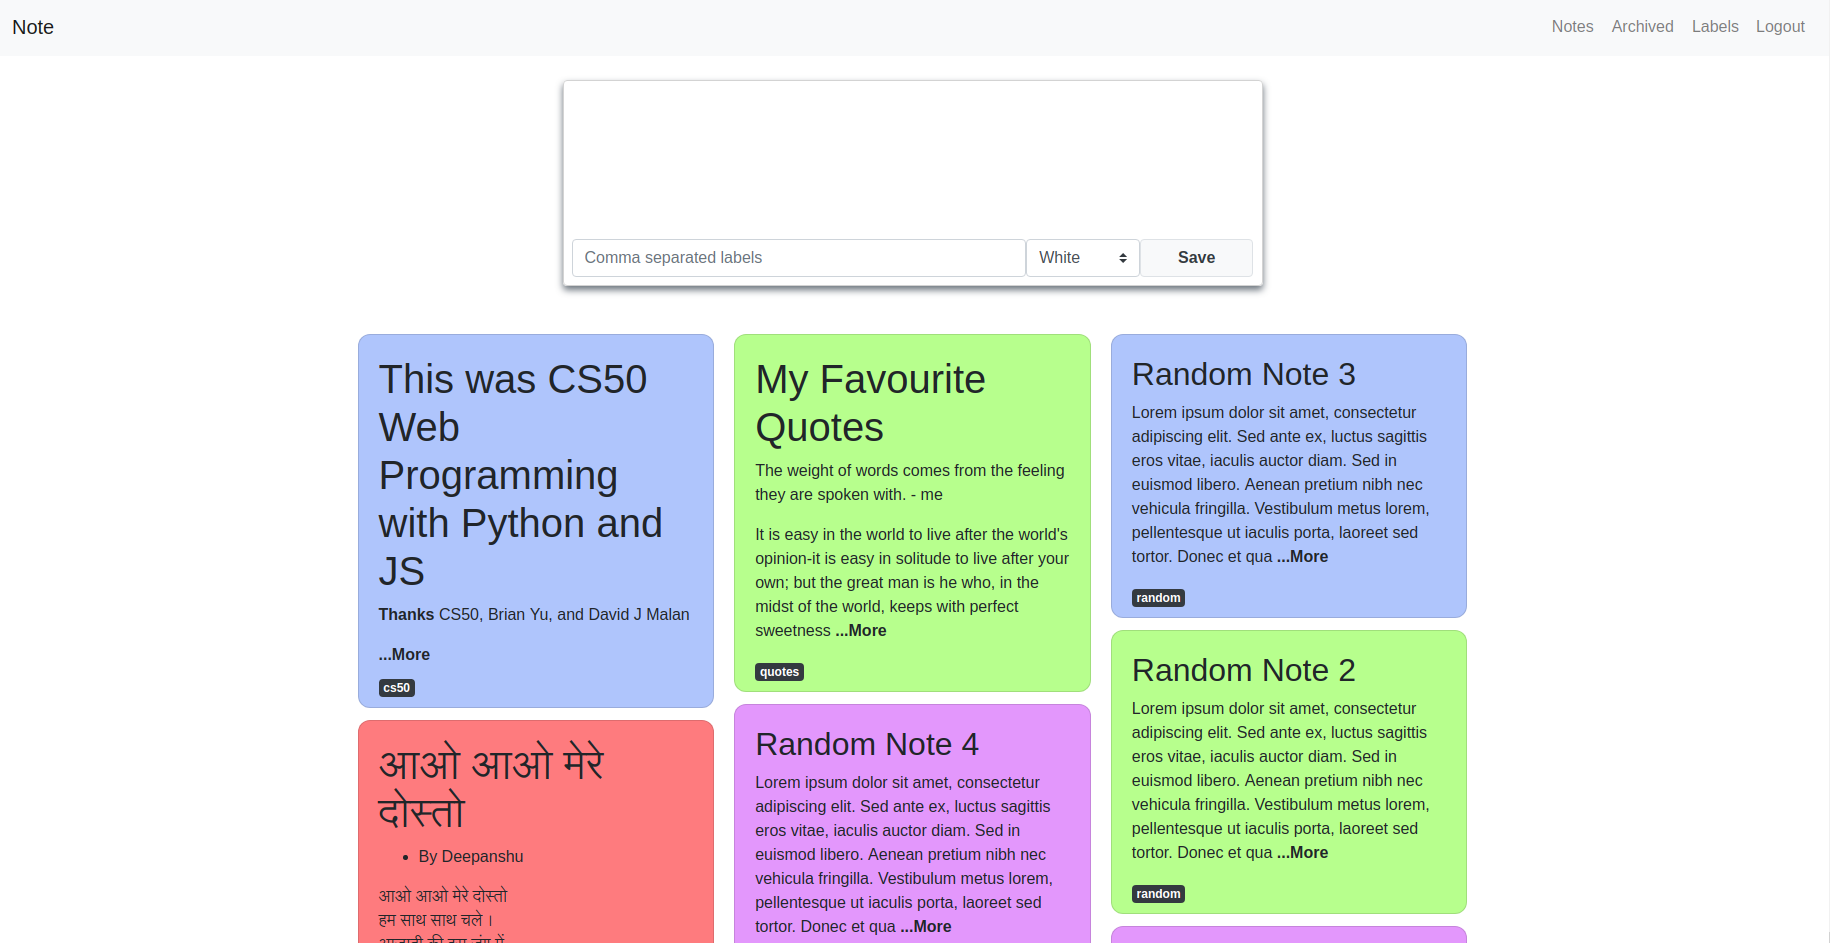 Note
Notes Archived Labels Logout
Comma separated labels
White
Save
This was CS50
Web
Programming
with Python and
JS
Thanks CS50, Brian Yu, and David J Malan
...More
cs50
आओ आओ मेरे
दोस्तो
• By Deepanshu
आओ आओ मेरे दोस्तो
हम साथ साथ चले ।
My Favourite
Quotes
The weight of words comes from the feeling
they are spoken with. - me
It is easy in the world to live after the world's
opinion-it is easy in solitude to live after your
own; but the great man is he who, in the
midst of the world, keeps with perfect
sweetness ...More
quotes
Random Note 4
Lorem ipsum dolor sit amet, consectetur
adipiscing elit. Sed ante ex, luctus sagittis
eros vitae, iaculis auctor diam. Sed in
euismod libero. Aenean pretium nibh nec
vehicula fringilla. Vestibulum metus lorem,
pellentesque ut iaculis porta, laoreet sed
tortor. Donec et qua ...More
Random Note 3
Lorem ipsum dolor sit amet, consectetur
adipiscing elit. Sed ante ex, luctus sagittis
eros vitae, iaculis auctor diam. Sed in
euismod libero. Aenean pretium nibh nec
vehicula fringilla. Vestibulum metus lorem,
pellentesque ut iaculis porta, laoreet sed
tortor. Donec et qua ...More
random
Random Note 2
Lorem ipsum dolor sit amet, consectetur
adipiscing elit. Sed ante ex, luctus sagittis
eros vitae, iaculis auctor diam. Sed in
euismod libero. Aenean pretium nibh nec
vehicula fringilla. Vestibulum metus lorem,
pellentesque ut iaculis porta, laoreet sed
tortor. Donec et qua ...More
random